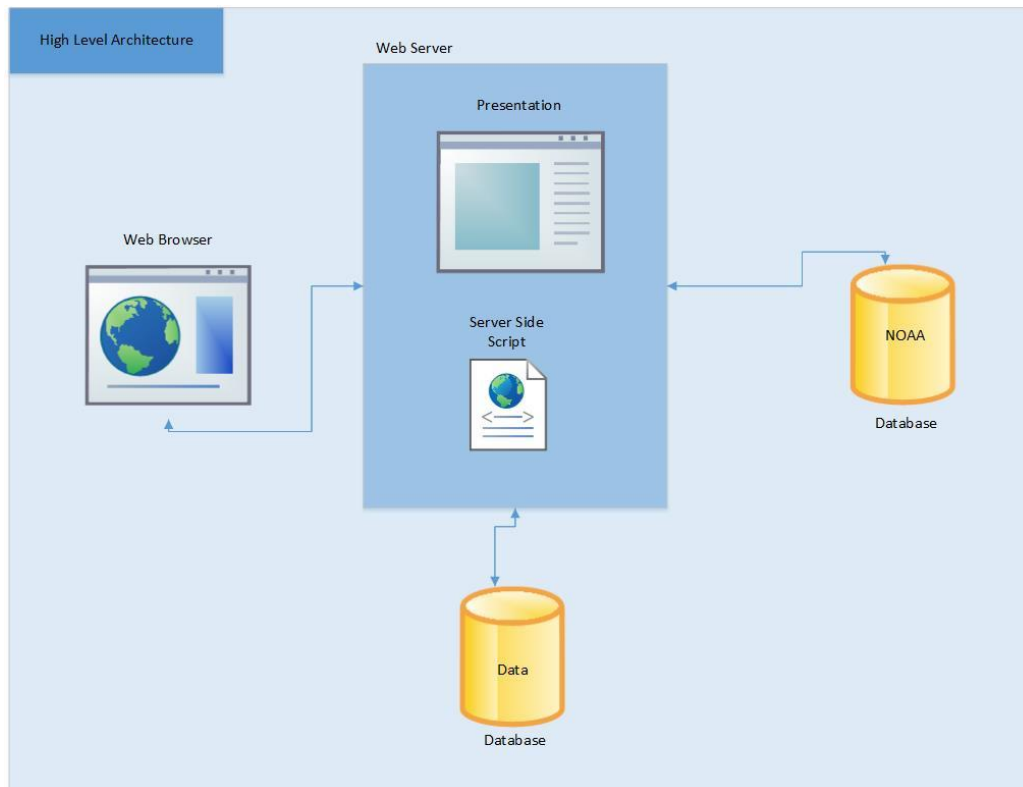 High Level Architecture
Web Server
Presentation
Web Browser
Server Side
Script
NOAA
Database
Data
Database